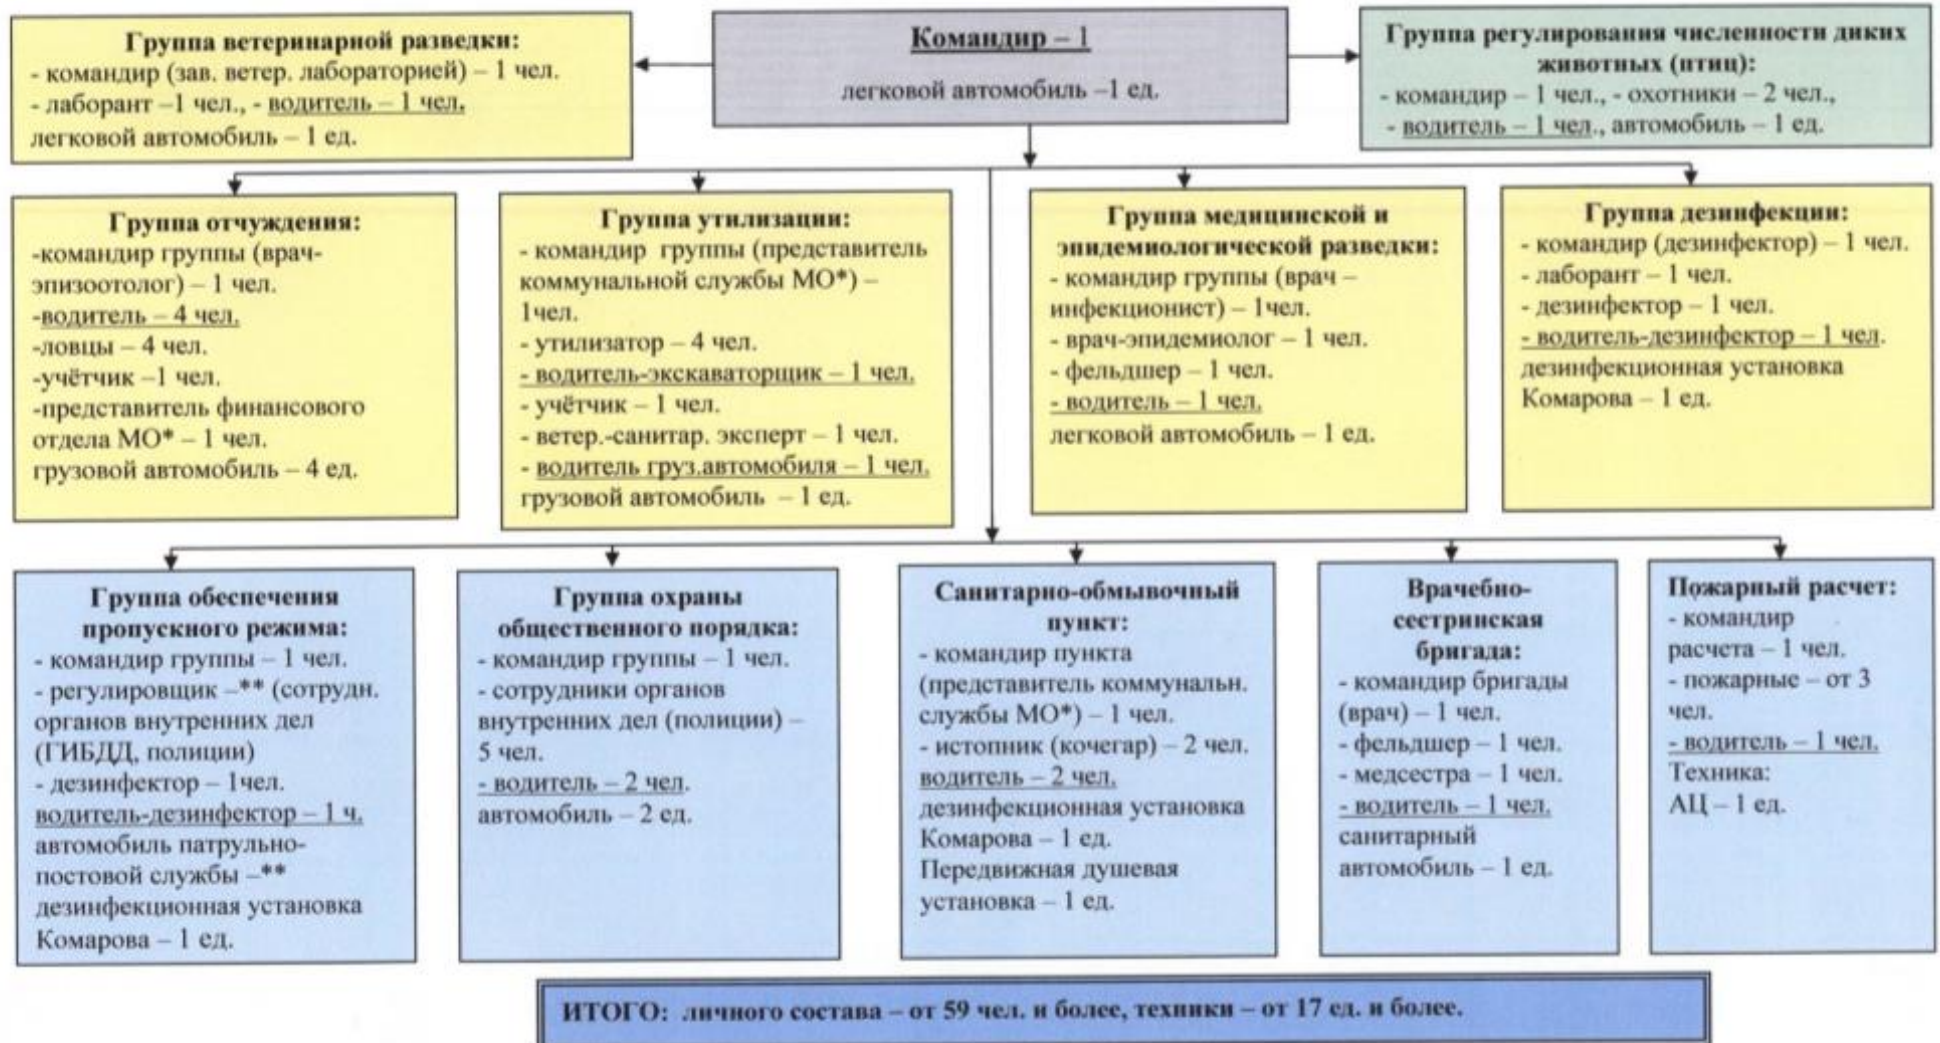 Группа ветеринарной разведки:
- командир (зав. ветер. лабораторией) – 1 чел.
- лаборант –1 чел., - водитель – 1 чел,
легковой автомобиль – 1 ед.
Командир – 1
легковой автомобиль –1 ед.
Группа регулирования численности диких
животных (птиц):
- командир – 1 чел., - охотники – 2 чел.,
- водитель – 1 чел., автомобиль – 1 ед.
Группа отчуждения:
-командир группы (врач-
эпизоотолог) – 1 чел.
-водитель – 4 чел.
-ловцы – 4 чел.
-учётчик –1 чел.
-представитель финансового
отдела МО* – 1 чел.
грузовой автомобиль – 4 ед.
Группа утилизации:
- командир группы (представитель
коммунальной службы МО*) –
1чел.
- утилизатор – 4 чел.
- водитель-экскаваторщик – 1 чел.
- учётчик – 1 чел.
- ветер.-санитар. эксперт – 1 чел.
- водитель груз.автомобиля – 1 чел.
грузовой автомобиль – 1 ед.
Группа медицинской и
эпидемиологической разведки:
- командир группы (врач –
инфекционист) – 1чел.
- врач-эпидемиолог – 1 чел.
- фельдшер – 1 чел.
- водитель – 1 чел.
легковой автомобиль – 1 ед.
Группа дезинфекции:
- командир (дезинфектор) – 1 чел.
- лаборант – 1 чел.
- дезинфектор – 1 чел.
- водитель-дезинфектор – 1 чел.
дезинфекционная установка
Комарова – 1 ед.
Группа обеспечения
пропускного режима:
- командир группы – 1 чел.
- регулировщик –** (сотрудн.
органов внутренних дел
(ГИБДД, полиции)
- дезинфектор – 1чел.
водитель-дезинфектор – 1 ч.
автомобиль патрульно-
постовой службы –**
дезинфекционная установка
Комарова – 1 ед.
Группа охраны
общественного порядка:
- командир группы – 1 чел.
- сотрудники органов
внутренних дел (полиции) –
5 чел.
- водитель – 2 чел.
автомобиль – 2 ед.
Санитарно-обмывочный
пункт:
- командир пункта
(представитель коммунальн.
службы МО*) – 1 чел.
- истопник (кочегар) – 2 чел.
водитель – 2 чел.
дезинфекционная установка
Комарова – 1 ед.
Передвижная душевая
установка – 1 ед.
Врачебно-
сестринская
бригада:
- командир бригады
(врач) – 1 чел.
- фельдшер – 1 чел.
- медсестра – 1 чел.
- водитель – 1 чел.
санитарный
автомобиль – 1 ед.
Пожарный расчет:
- командир
расчета – 1 чел.
- пожарные – от 3
чел.
- водитель – 1 чел.
Техника:
АЦ – 1 ед.
ИТОГО: личного состава – от 59 чел. и более, техники – от 17 ед. и более.